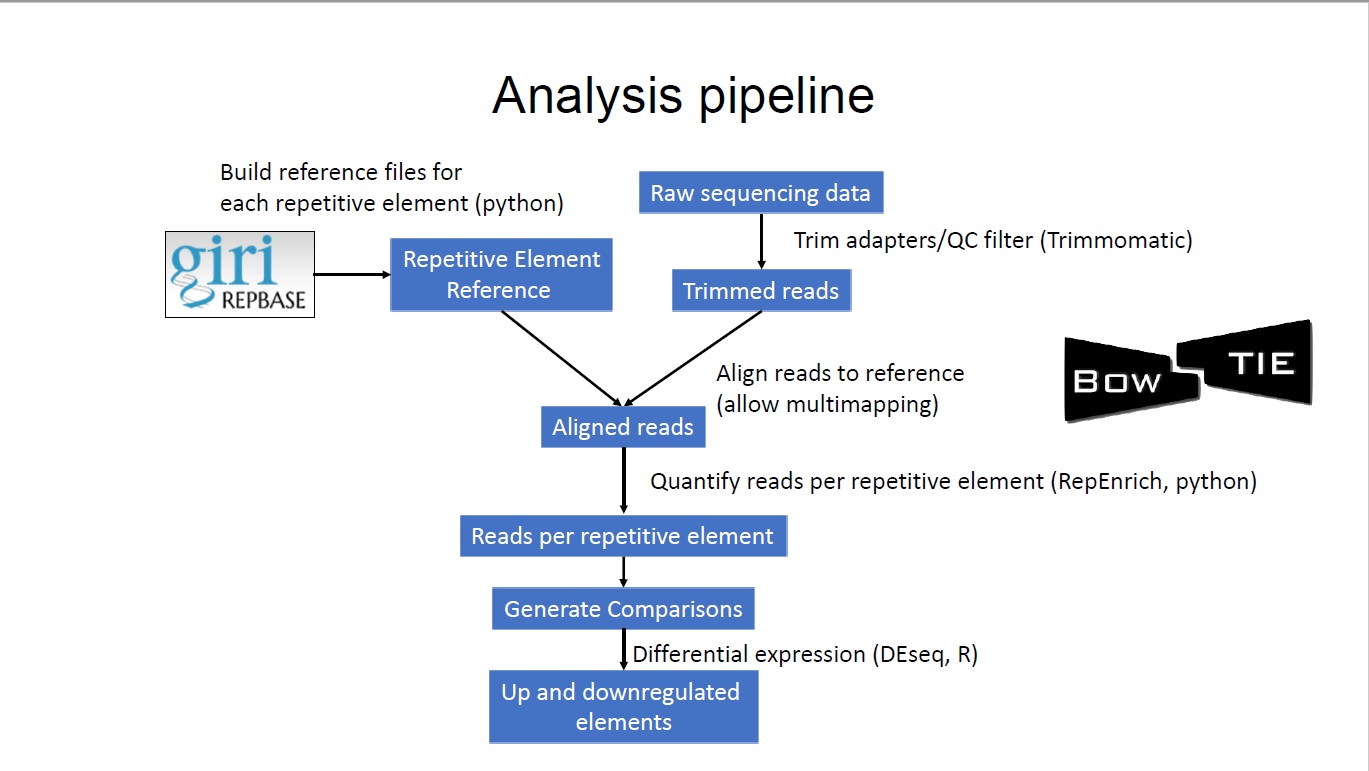 Analysis pipeline
Build reference files for
each repetitive element (python)
Raw sequencing data
Trim adapters/QC filter (Trimmomatic)
giri
REPBASE
Repetitive Element
Reference
Trimmed reads
Align reads to reference
(allow multimapping)
BOW TIE
Aligned reads
Quantify reads per repetitive element (RepEnrich, python)
Reads per repetitive element
Generate Comparisons
Differential expression (DEseq, R)
Up and downregulated
elements